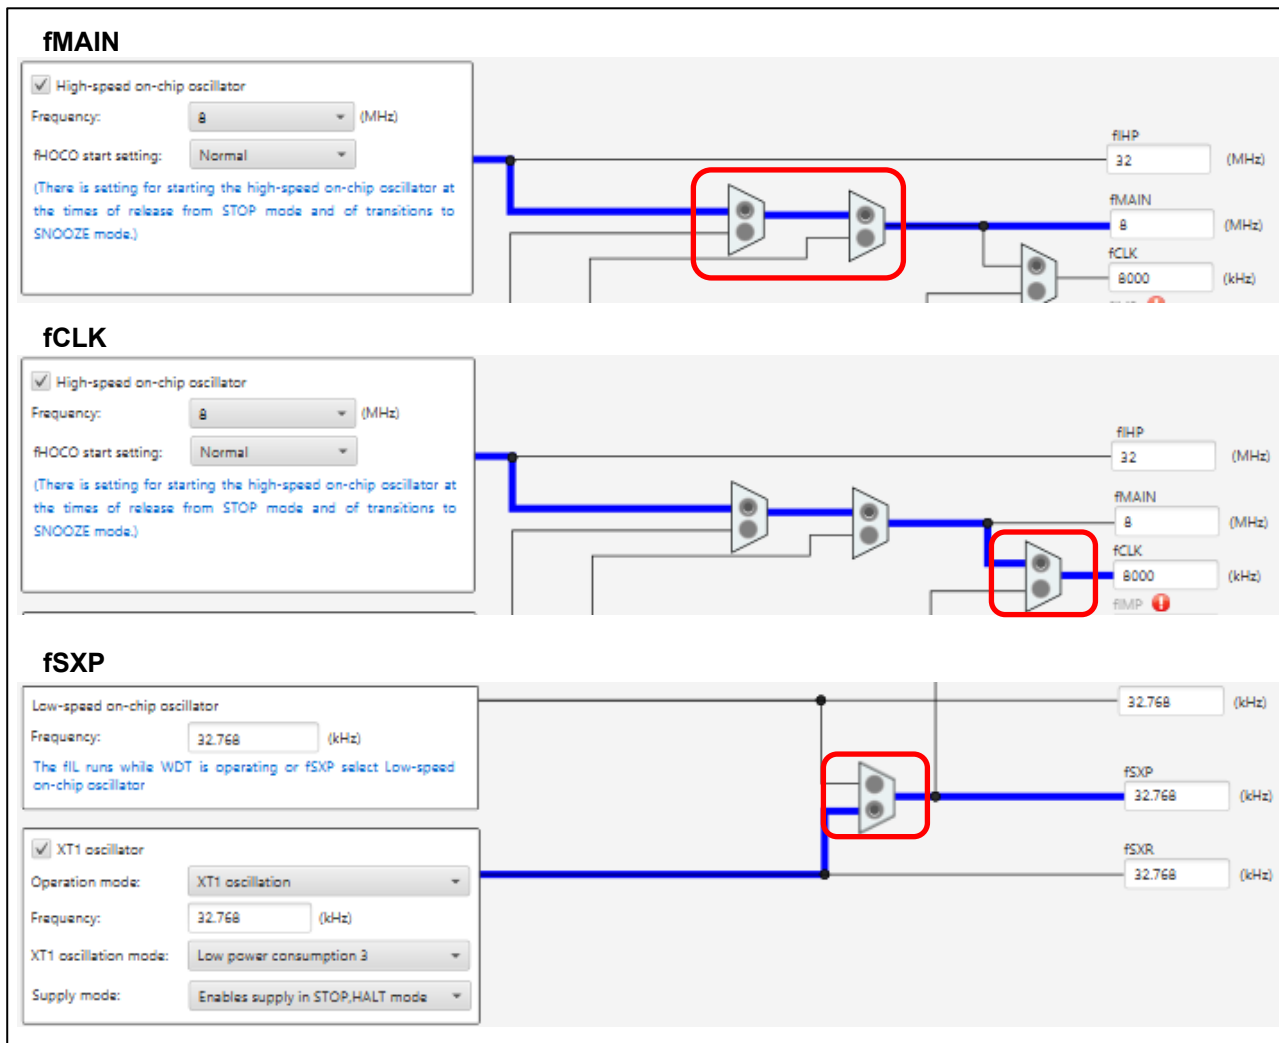 fMAIN
High-speed on-chip oscillator
Frequency: 8 (MHz)
fHOCO start setting: Normal
(There is setting for starting the high-speed on-chip oscillator at
the times of release from STOP mode and of transitions to
SNOOZE mode.)
fIHP
32 (MHz)
fMAIN
8 (MHz)
fCLK
8000 (kHz)
fCLK
High-speed on-chip oscillator
Frequency: 8 (MHz)
fHOCO start setting: Normal
(There is setting for starting the high-speed on-chip oscillator at
the times of release from STOP mode and of transitions to
SNOOZE mode.)
fIHP
32 (MHz)
fMAIN
8 (MHz)
fCLK
8000 (kHz)
fIMP
fSXP
Low-speed on-chip oscillator
Frequency: 32.768 (kHz)
The fIL runs while WDT is operating or fSXP select Low-speed
on-chip oscillator
32.768 (kHz)
fSXP
32.768 (kHz)
fSXR
32.768 (kHz)
XT1 oscillator
Operation mode: XT1 oscillation
Frequency: 32.768 (kHz)
XT1 oscillation mode: Low power consumption 3
Supply mode: Enables supply in STOP,HALT mode